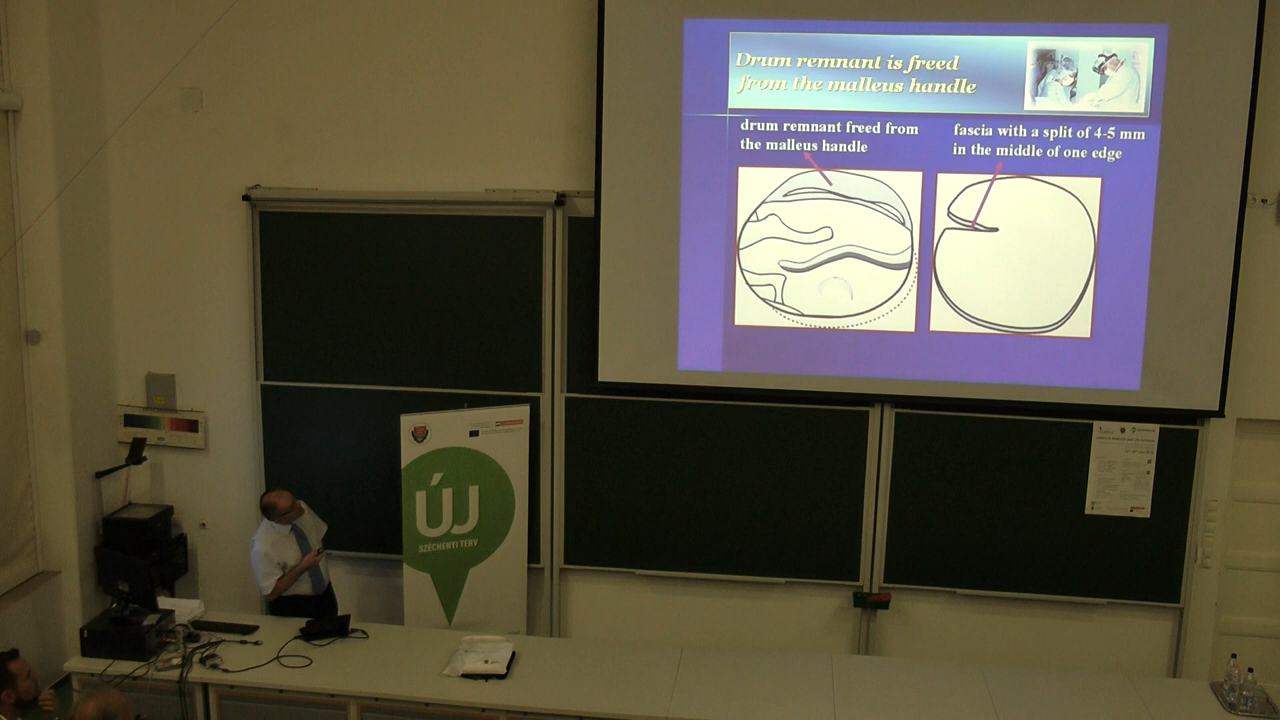 Drum remnant is freed
from the malleus handle
drum remnant freed from
the malleus handle
fascia with a split of 4-5 mm
in the middle of one edge
ÚJ
SZÉCHENYI TERV